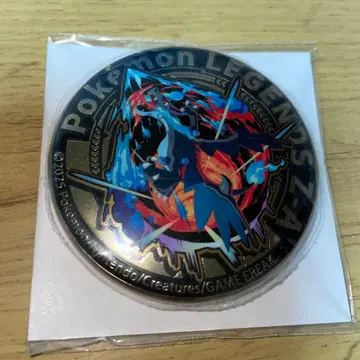 Pokémon LEGENDS Z-A
©2025 Pokémon/Nintendo/Creatures/GAME FREAK